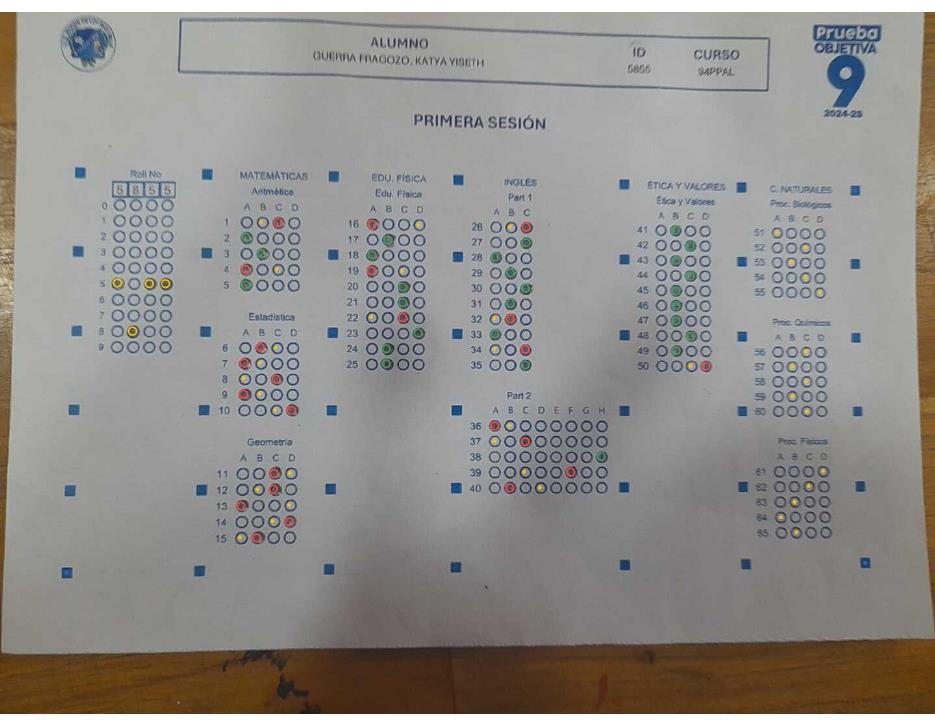 ALUMNO
GUERRA FRAGOZO, KATYA YISETH
ID
5855
CURSO
94PPAL
Prueba
OBJETIVA
9
2024-25
PRIMERA SESIÓN
Roll No
5 8 5 5
0
1
2
3
4
5
6
7
8
9
MATEMÁTICAS
Aritmética
A B C D
1
2
3
4
5
Estadística
A B C D
6
7
8
9
10
Geometría
A B C D
11
12
13
14
15
EDU. FÍSICA
Edu. Física
A B C D
16
17
18
19
20
21
22
23
24
25
INGLÉS
Part 1
A B C
26
27
28
29
30
31
32
33
34
35
Part 2
A B C D E F G H
36
37
38
39
40
ÉTICA Y VALORES
Ética y Valores
A B C D
41
42
43
44
45
46
47
48
49
50
C. NATURALES
Proc. Biológicos
A B C D
51
52
53
54
55
Proc. Químicos
A B C D
56
57
58
59
60
Proc. Físicos
A B C D
61
62
63
64
65